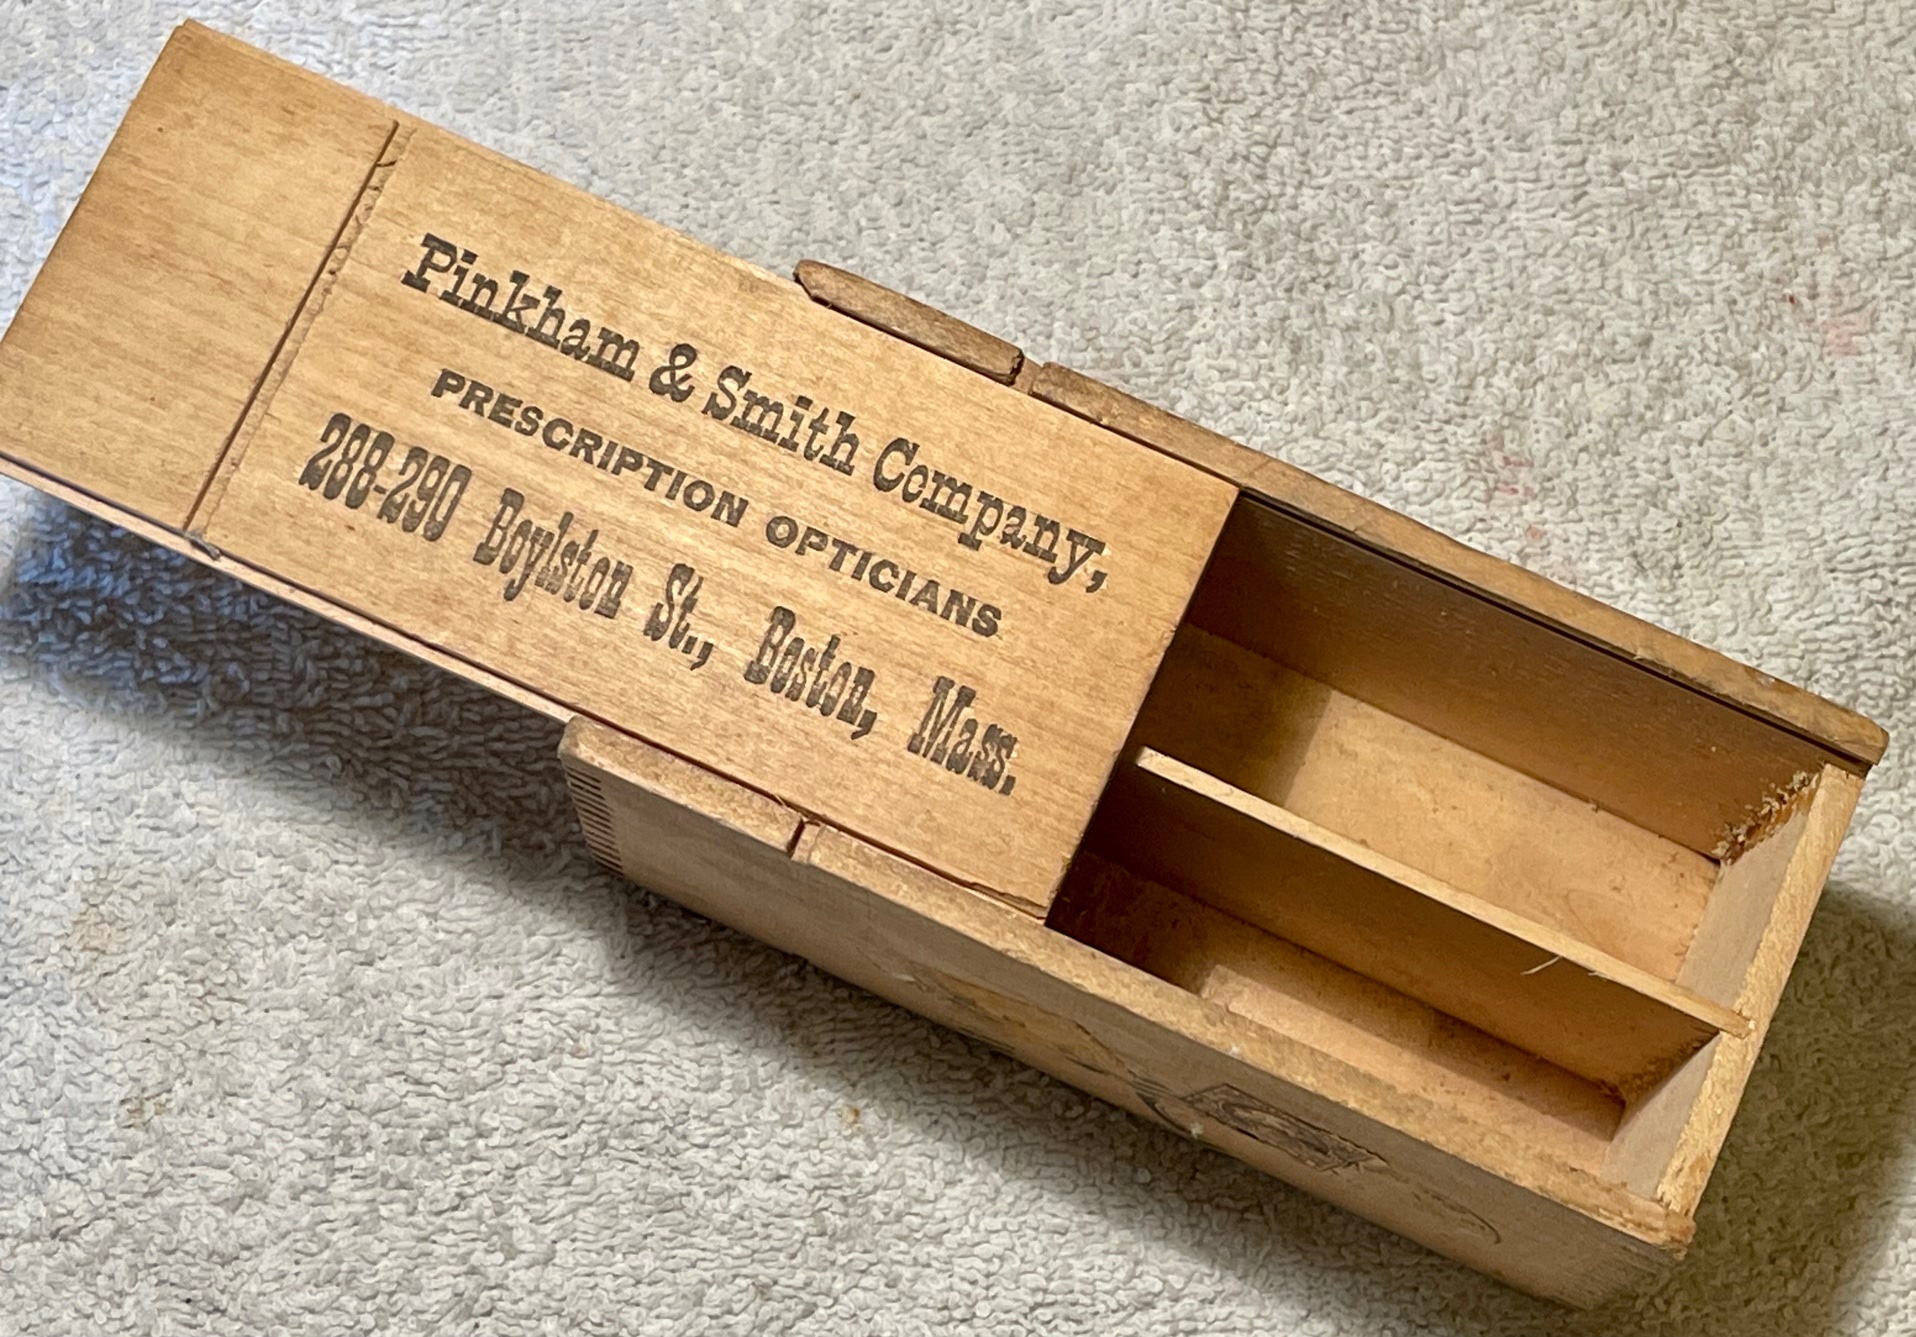 Pinkham & Smith Company,
PRESCRIPTION OPTICIANS
288-290 Boylston St., Boston, Mass.